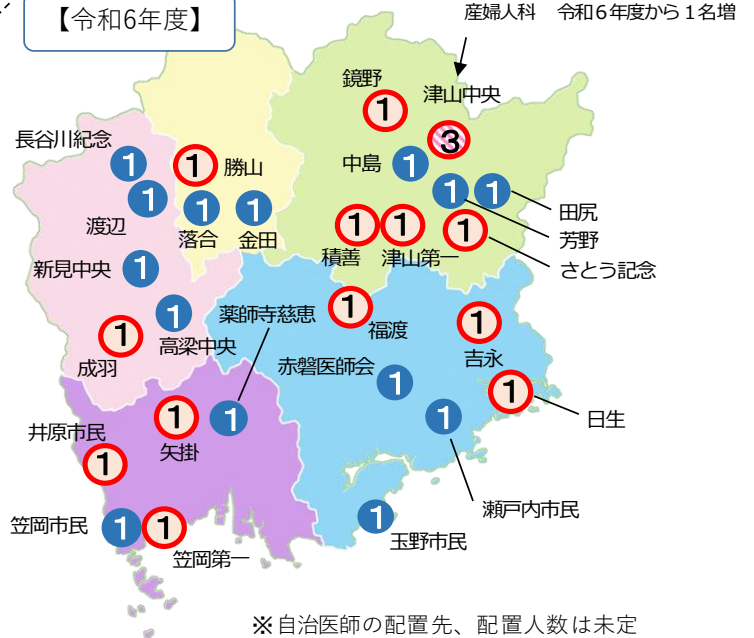 【令和6年度】
産婦人科 令和6年度から1名増
鏡野
1
津山中央
3
長谷川紀念
1
1
勝山
中島
1
1
1
田尻
渡辺
1
1
落合
1
金田
芳野
1
積善
1
津山第一
1
さとう記念
新見中央
1
薬師寺慈恵
1
福渡
1
高梁中央
1
成羽
1
吉永
赤磐医師会
1
1
日生
井原市民
1
1
矢掛
1
1
瀬戸内市民
笠岡市民
1
1
笠岡第一
1
玉野市民
※自治医師の配置先、配置人数は未定